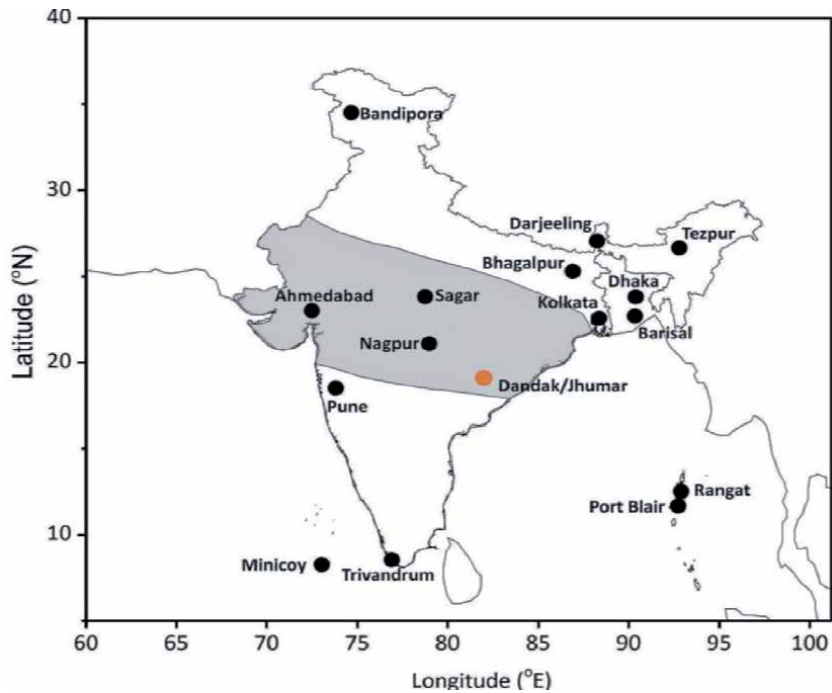 40
30
20
10
Latitude (°N)
Bandipora
Darjeeling
Tezpur
Bhagalpur
Dhaka
Ahmedabad
Sagar
Kolkata
Barisal
Nagpur
Dandak/Jhumar
Pune
Rangat
Port Blair
Minicoy
Trivandrum
60 65 70 75 80 85 90 95 100
Longitude (°E)